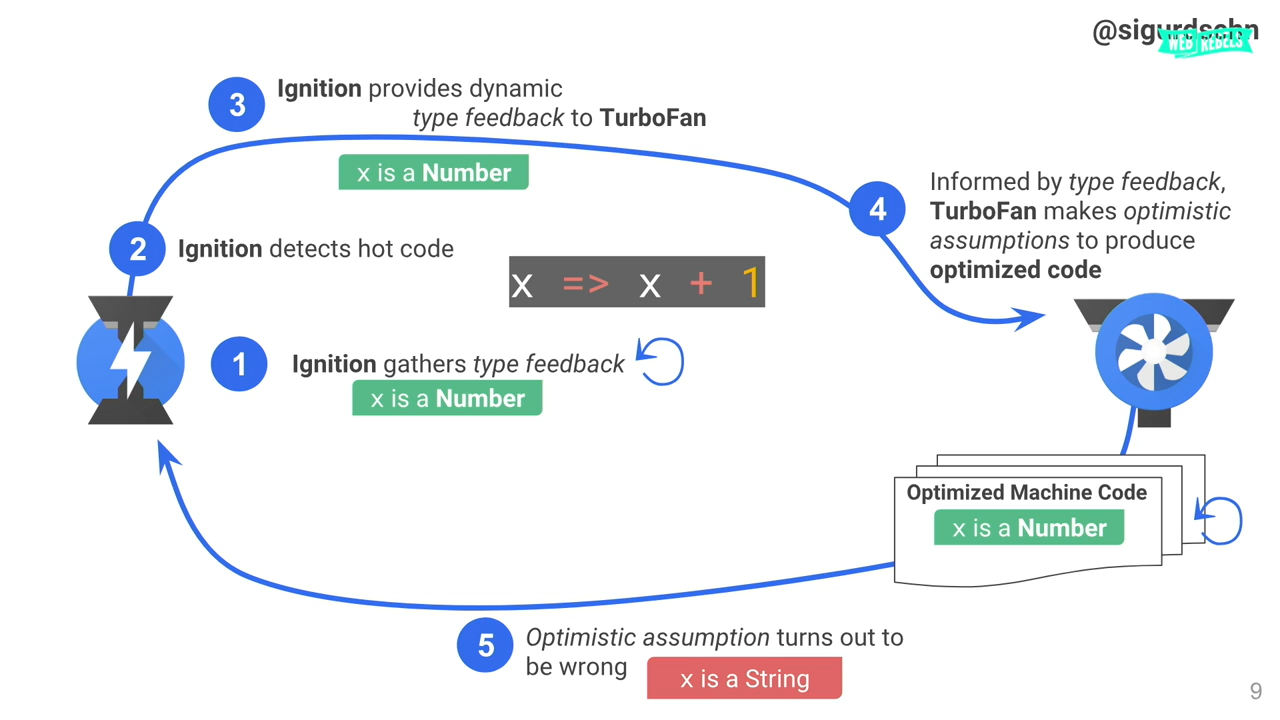 @sigurdschn
WEB REBELS
3
Ignition provides dynamic
type feedback to TurboFan
x is a Number
4
Informed by type feedback,
TurboFan makes optimistic
assumptions to produce
optimized code
2
Ignition detects hot code
x => x + 1
1
Ignition gathers type feedback
x is a Number
Optimized Machine Code
x is a Number
5
Optimistic assumption turns out to
be wrong
x is a String
9